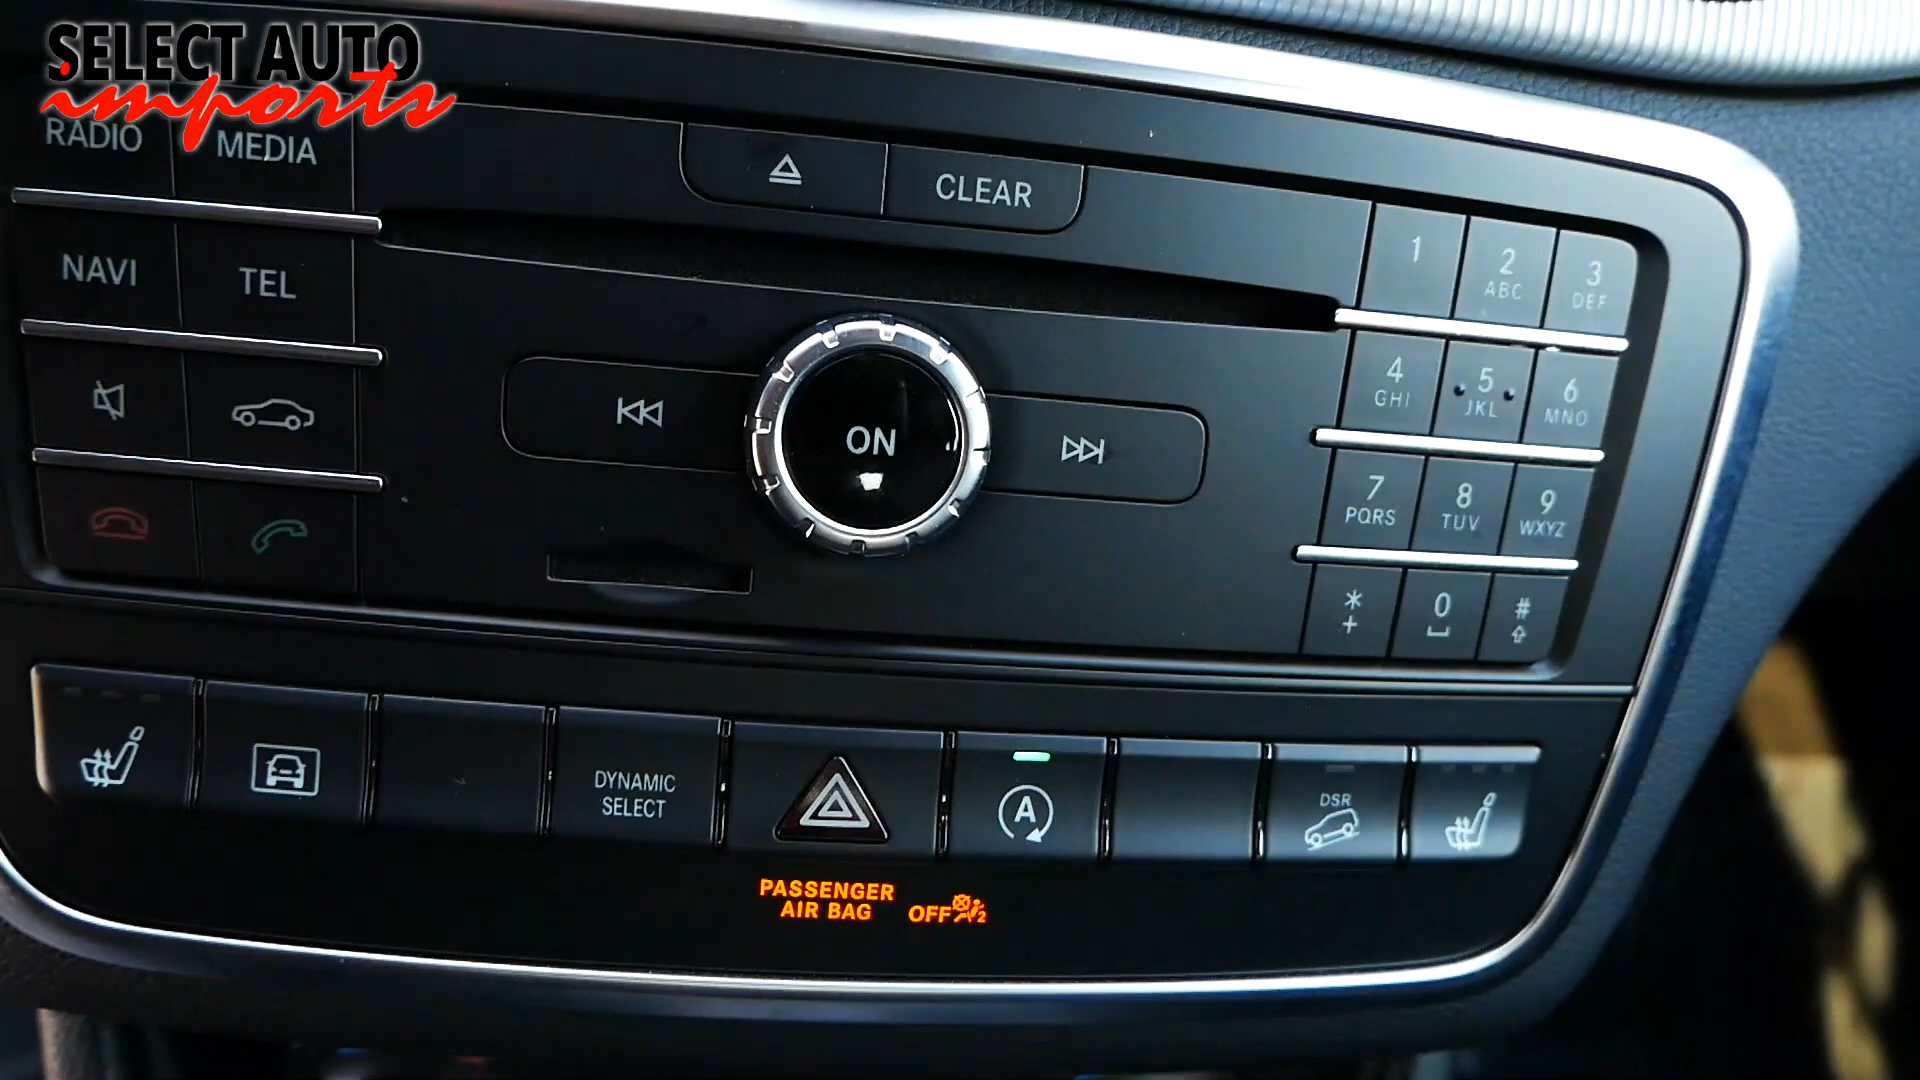 SELECT AUTO
imports
RADIO
MEDIA
CLEAR
NAVI
TEL
ON
1
2
ABC
3
DEF
4
GHI
5
JKL
6
MNO
7
PQRS
8
TUV
9
WXYZ
*
+
0
#
DYNAMIC
SELECT
A
DSR
PASSENGER
AIR BAG
OFF
2